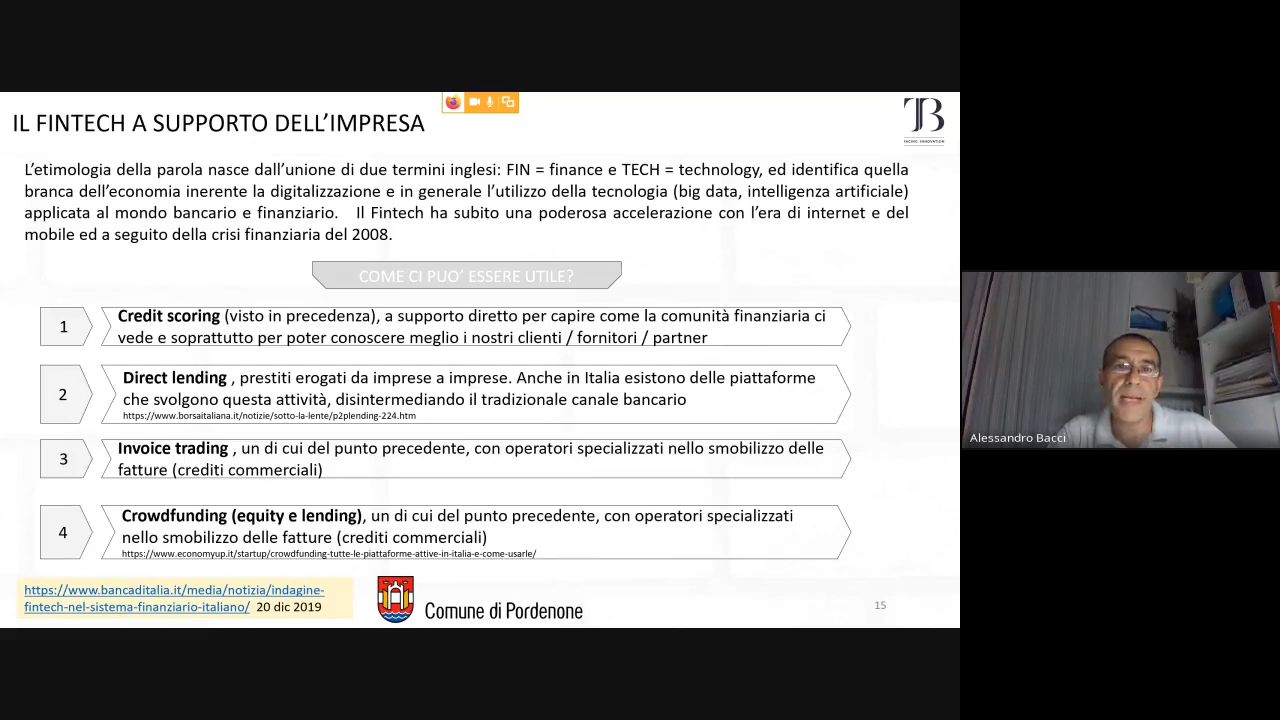 IL FINTECH A SUPPORTO DELL’IMPRESA
TB
FACING INNOVATION
L’etimologia della parola nasce dall’unione di due termini inglesi: FIN = finance e TECH = technology, ed identifica quella
branca dell’economia inerente la digitalizzazione e in generale l’utilizzo della tecnologia (big data, intelligenza artificiale)
applicata al mondo bancario e finanziario. Il Fintech ha subito una poderosa accelerazione con l’era di internet e del
mobile ed a seguito della crisi finanziaria del 2008.
COME CI PUO’ ESSERE UTILE?
1
Credit scoring (visto in precedenza), a supporto diretto per capire come la comunità finanziaria ci
vede e soprattutto per poter conoscere meglio i nostri clienti / fornitori / partner
2
Direct lending , prestiti erogati da imprese a imprese. Anche in Italia esistono delle piattaforme
che svolgono questa attività, disintermediando il tradizionale canale bancario
https://www.borsaitaliana.it/notizie/sotto-la-lente/p2plending-224.htm
3
Invoice trading , un di cui del punto precedente, con operatori specializzati nello smobilizzo delle
fatture (crediti commerciali)
4
Crowdfunding (equity e lending), un di cui del punto precedente, con operatori specializzati
nello smobilizzo delle fatture (crediti commerciali)
https://www.economyup.it/startup/crowdfunding-tutte-le-piattaforme-attive-in-italia-e-come-usarle/
https://www.bancaditalia.it/media/notizia/indagine-
fintech-nel-sistema-finanziario-italiano/ 20 dic 2019
Comune di Pordenone
15
Alessandro Bacci